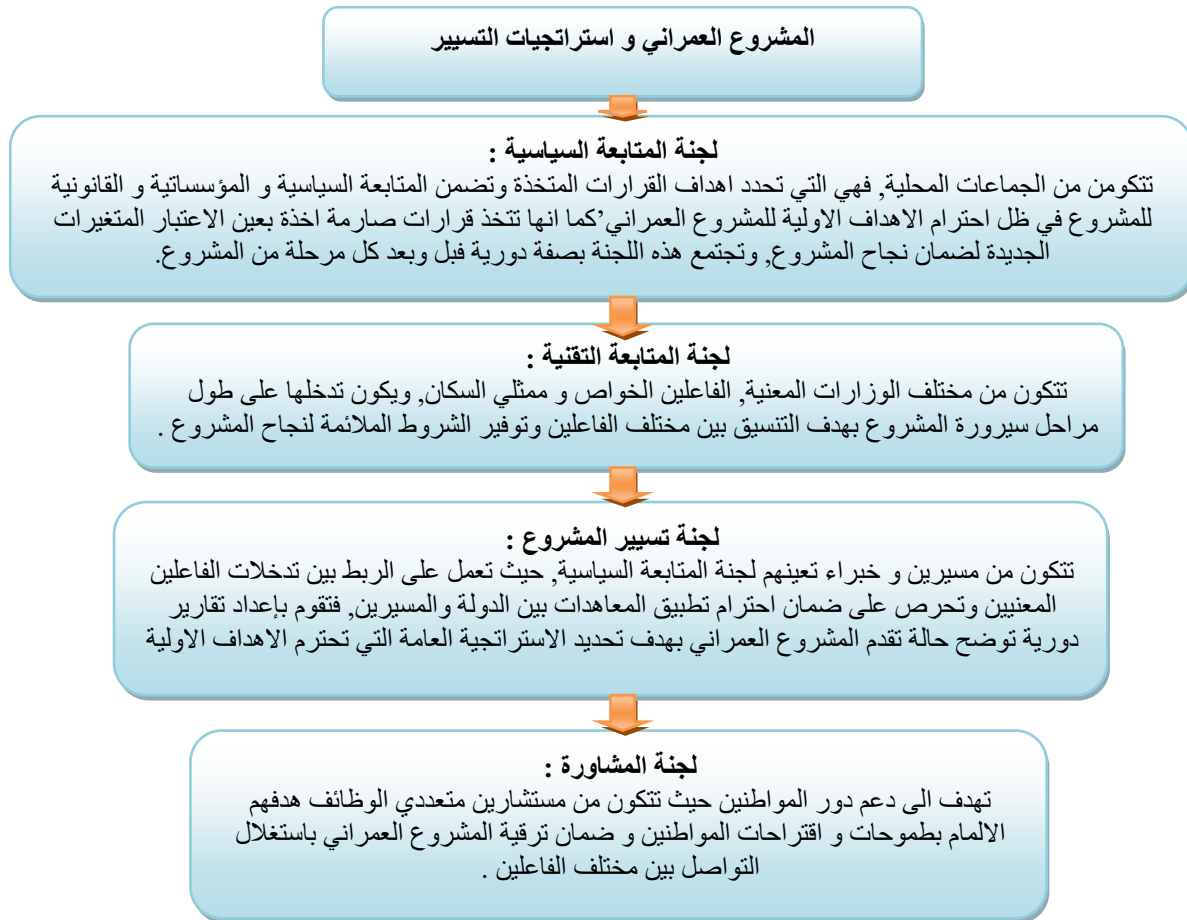 المشروع العمراني و استراتجيات التسيير
لجنة المتابعة السياسية :
تتكومن من الجماعات المحلية, فهي التي تحدد اهداف القرارات المتخذة وتضمن المتابعة السياسية و المؤسساتية و القانونية
للمشروع في ظل احترام الاهداف الاولية للمشروع العمراني’كما انها تتخذ قرارات صارمة اخذة بعين الاعتبار المتغيرات
الجديدة لضمان نجاح المشروع, وتجتمع هذه اللجنة بصفة دورية فبل وبعد كل مرحلة من المشروع.
لجنة المتابعة التقنية :
تتكون من مختلف الوزارات المعنية, الفاعلين الخواص و ممثلي السكان, ويكون تدخلها على طول
مراحل سيرورة المشروع بهدف التنسيق بين مختلف الفاعلين وتوفير الشروط الملائمة لنجاح المشروع .
لجنة تسيير المشروع :
تتكون من مسيرين و خبراء تعينهم لجنة المتابعة السياسية, حيث تعمل على الربط بين تدخلات الفاعلين
المعنيين وتحرص على ضمان احترام تطبيق المعاهدات بين الدولة والمسيرين, فتقوم بإعداد تقارير
دورية توضح حالة تقدم المشروع العمراني بهدف تحديد الاستراتجية العامة التي تحترم الاهداف الاولية
لجنة المشاورة :
تهدف الى دعم دور المواطنين حيث تتكون من مستشارين متعددي الوظائف هدفهم
الالمام بطموحات و اقتراحات المواطنين و ضمان ترقية المشروع العمراني باستغلال
التواصل بين مختلف الفاعلين .